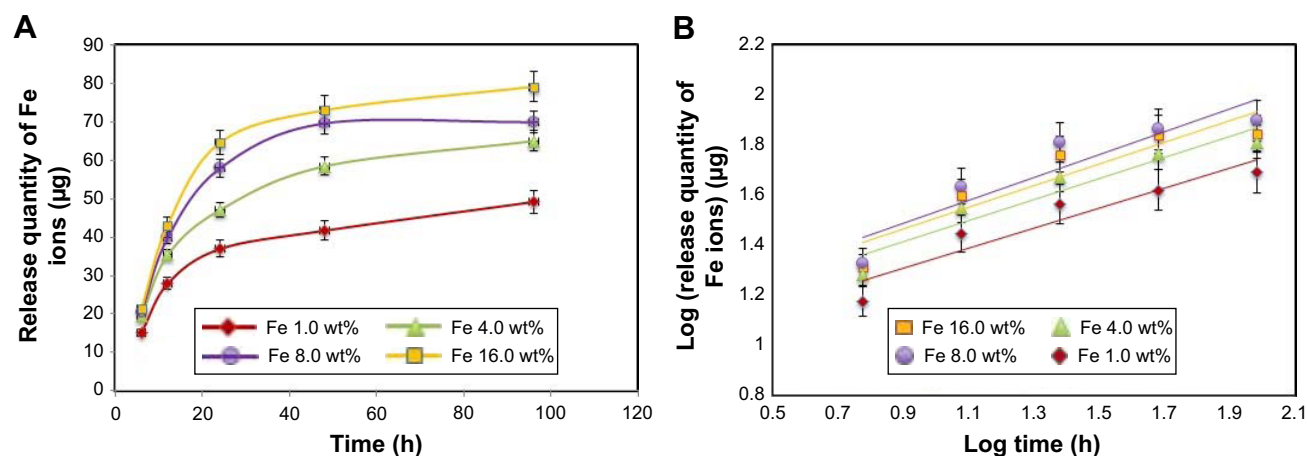 A
Release quantity of Fe
ions (µg)
90
80
70
60
50
40
30
20
10
0
Fe 1.0 wt% Fe 4.0 wt%
Fe 8.0 wt% Fe 16.0 wt%
0 20 40 60 80 100 120
Time (h)
B
Log (release quantity of
Fe ions) (µg)
2.2
2
1.8
1.6
1.4
1.2
1
0.8
Fe 16.0 wt% Fe 4.0 wt%
Fe 8.0 wt% Fe 1.0 wt%
0.5 0.7 0.9 1.1 1.3 1.5 1.7 1.9 2.1
Log time (h)